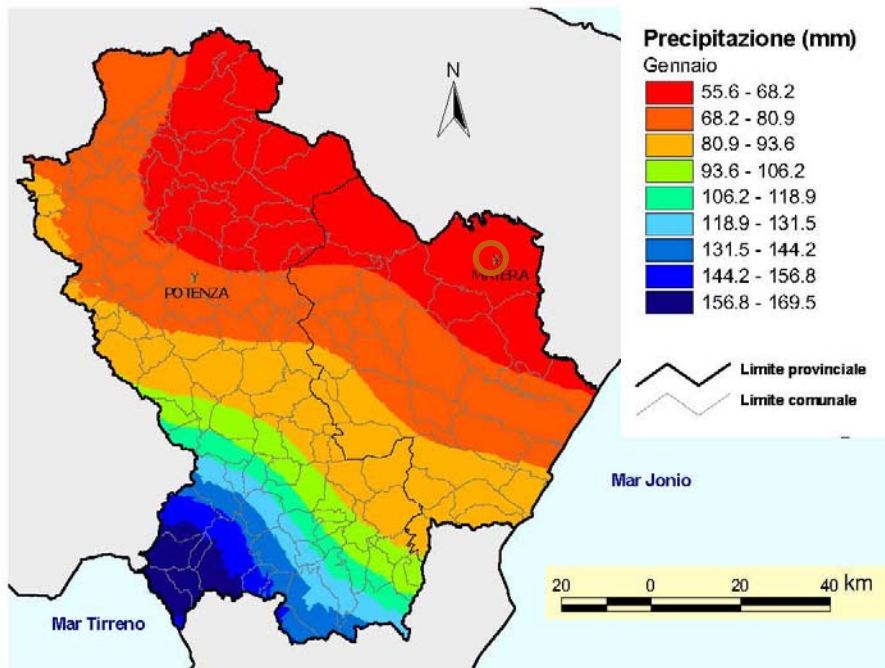 Precipitazione (mm)
Gennaio
55.6 - 68.2
68.2 - 80.9
80.9 - 93.6
93.6 - 106.2
106.2 - 118.9
118.9 - 131.5
131.5 - 144.2
144.2 - 156.8
156.8 - 169.5
Limite provinciale
Limite comunale
N
MATERA
POTENZA
Mar Jonio
Mar Tirreno
20 0 20 40 km